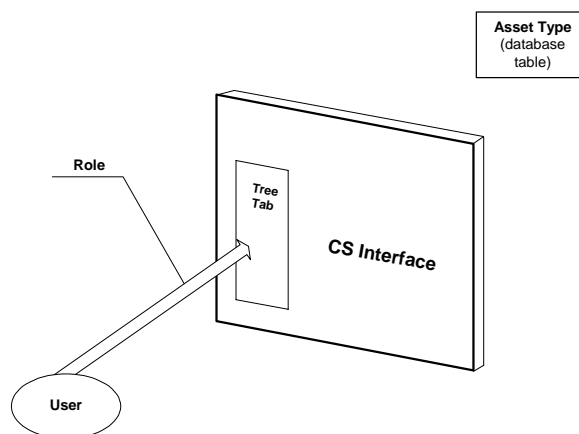 Asset Type
(database
table)
Role
Tree
Tab
CS Interface
User